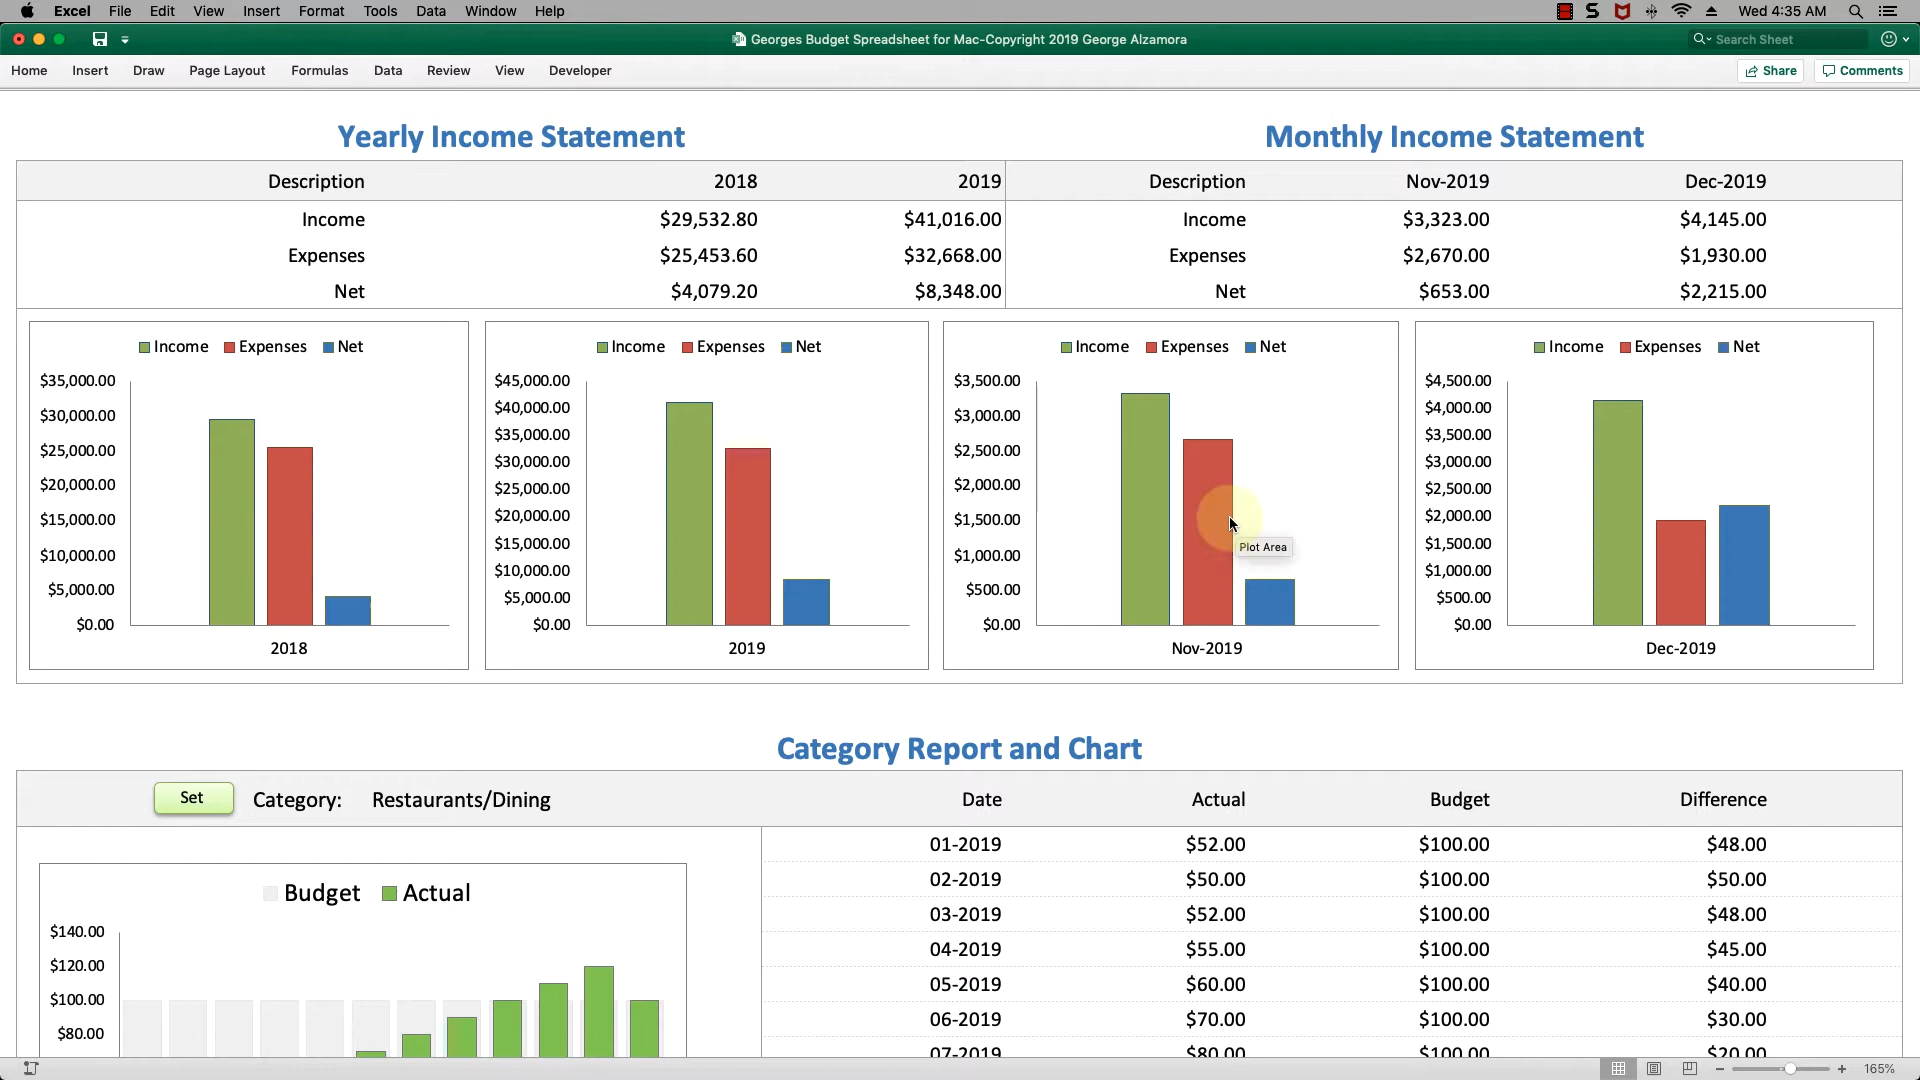 Excel File Edit View Insert Format Tools Data Window Help Wed 4:35 AM
Georges Budget Spreadsheet for Mac-Copyright 2019 George Alzamora Search Sheet
Home Insert Draw Page Layout Formulas Data Review View Developer Share Comments
Yearly Income Statement Monthly Income Statement
Description 2018 2019 Description Nov-2019 Dec-2019
Income $29,532.80 $41,016.00 Income $3,323.00 $4,145.00
Expenses $25,453.60 $32,668.00 Expenses $2,670.00 $1,930.00
Net $4,079.20 $8,348.00 Net $653.00 $2,215.00
Income Expenses Net
$35,000.00
$30,000.00
$25,000.00
$20,000.00
$15,000.00
$10,000.00
$5,000.00
$0.00
2018
Income Expenses Net
$45,000.00
$40,000.00
$35,000.00
$30,000.00
$25,000.00
$20,000.00
$15,000.00
$10,000.00
$5,000.00
$0.00
2019
Income Expenses Net
$3,500.00
$3,000.00
$2,500.00
$2,000.00
$1,500.00
$1,000.00
$500.00
$0.00
Plot Area
Nov-2019
Income Expenses Net
$4,500.00
$4,000.00
$3,500.00
$3,000.00
$2,500.00
$2,000.00
$1,500.00
$1,000.00
$500.00
$0.00
Dec-2019
Category Report and Chart
Set Category: Restaurants/Dining Date Actual Budget Difference
Budget Actual
$140.00
$120.00
$100.00
$80.00
01-2019 $52.00 $100.00 $48.00
02-2019 $50.00 $100.00 $50.00
03-2019 $52.00 $100.00 $48.00
04-2019 $55.00 $100.00 $45.00
05-2019 $60.00 $100.00 $40.00
06-2019 $70.00 $100.00 $30.00
07-2019 $80.00 $100.00 $20.00
165%